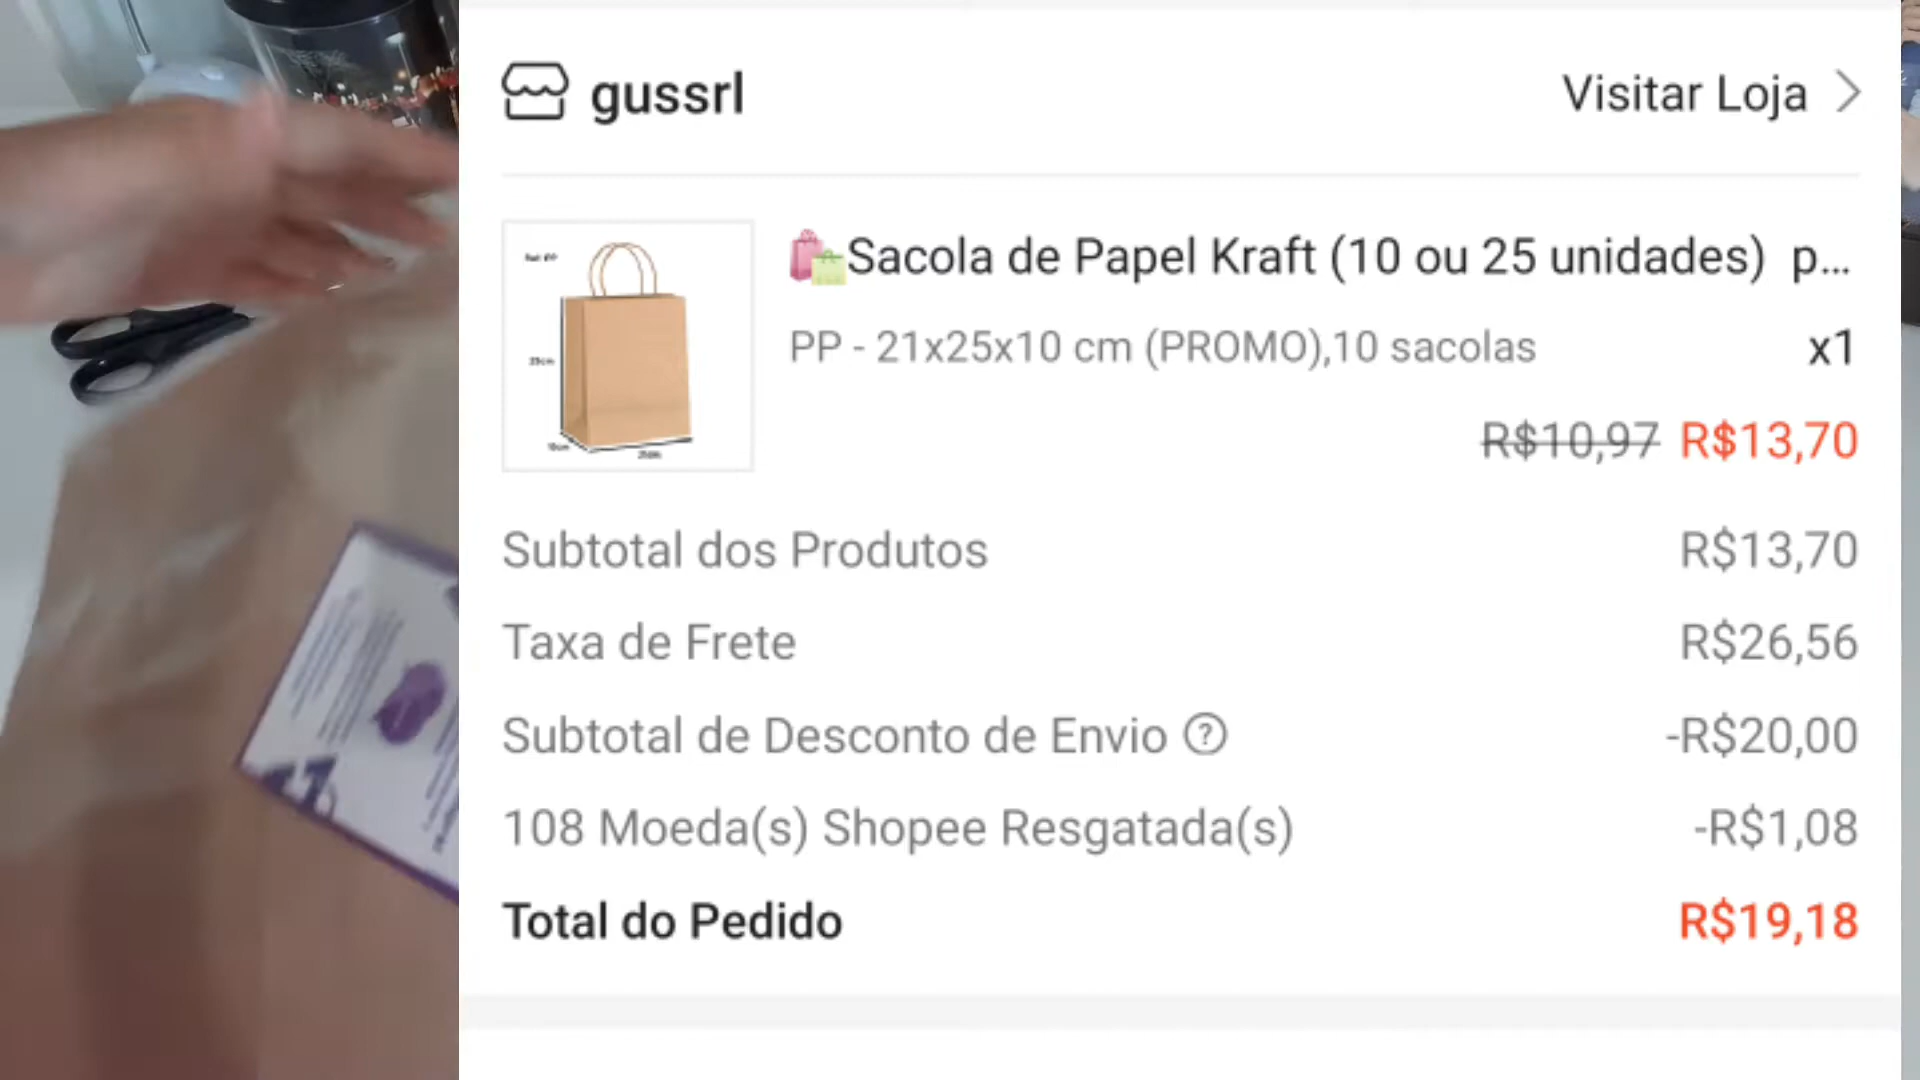 gussrl
Visitar Loja
Sacola de Papel Kraft (10 ou 25 unidades) p...
PP - 21x25x10 cm (PROMO),10 sacolas
x1
R$10,97 R$13,70
Subtotal dos Produtos
R$13,70
Taxa de Frete
R$26,56
Subtotal de Desconto de Envio ?
-R$20,00
108 Moeda(s) Shopee Resgatada(s)
-R$1,08
Total do Pedido
R$19,18